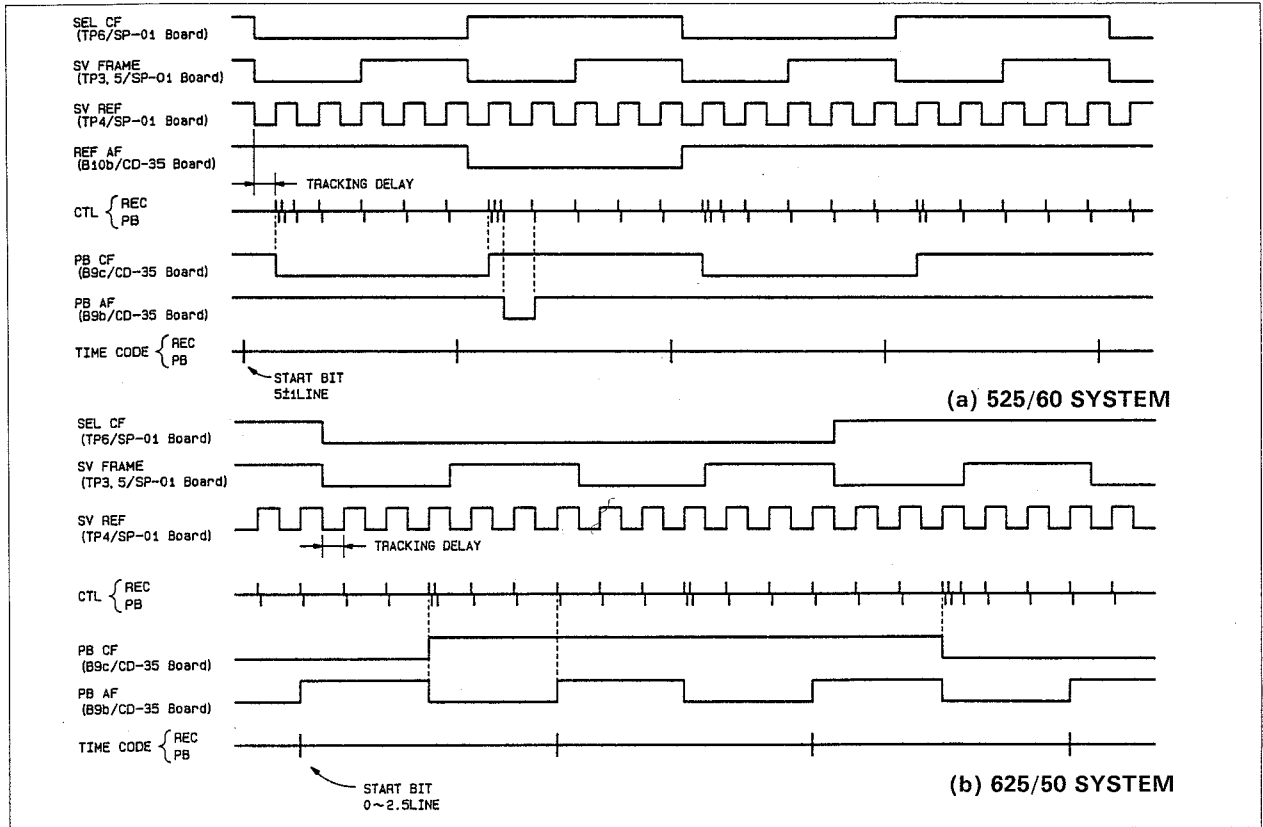 SEL CF
(TP6/SP-01 Board)
SV FRAME
(TP3, 5/SP-01 Board)
SV REF
(TP4/SP-01 Board)
REF AF
(B10b/CD-35 Board)
TRACKING DELAY
CTL { REC
PB
PB CF
(B9c/CD-35 Board)
PB AF
(B9b/CD-35 Board)
TIME CODE { REC
PB
START BIT
5±1LINE
(a) 525/60 SYSTEM
SEL CF
(TP6/SP-01 Board)
SV FRAME
(TP3, 5/SP-01 Board)
SV REF
(TP4/SP-01 Board)
TRACKING DELAY
CTL { REC
PB
PB CF
(B9c/CD-35 Board)
PB AF
(B9b/CD-35 Board)
TIME CODE { REC
PB
START BIT
0~2.5LINE
(b) 625/50 SYSTEM